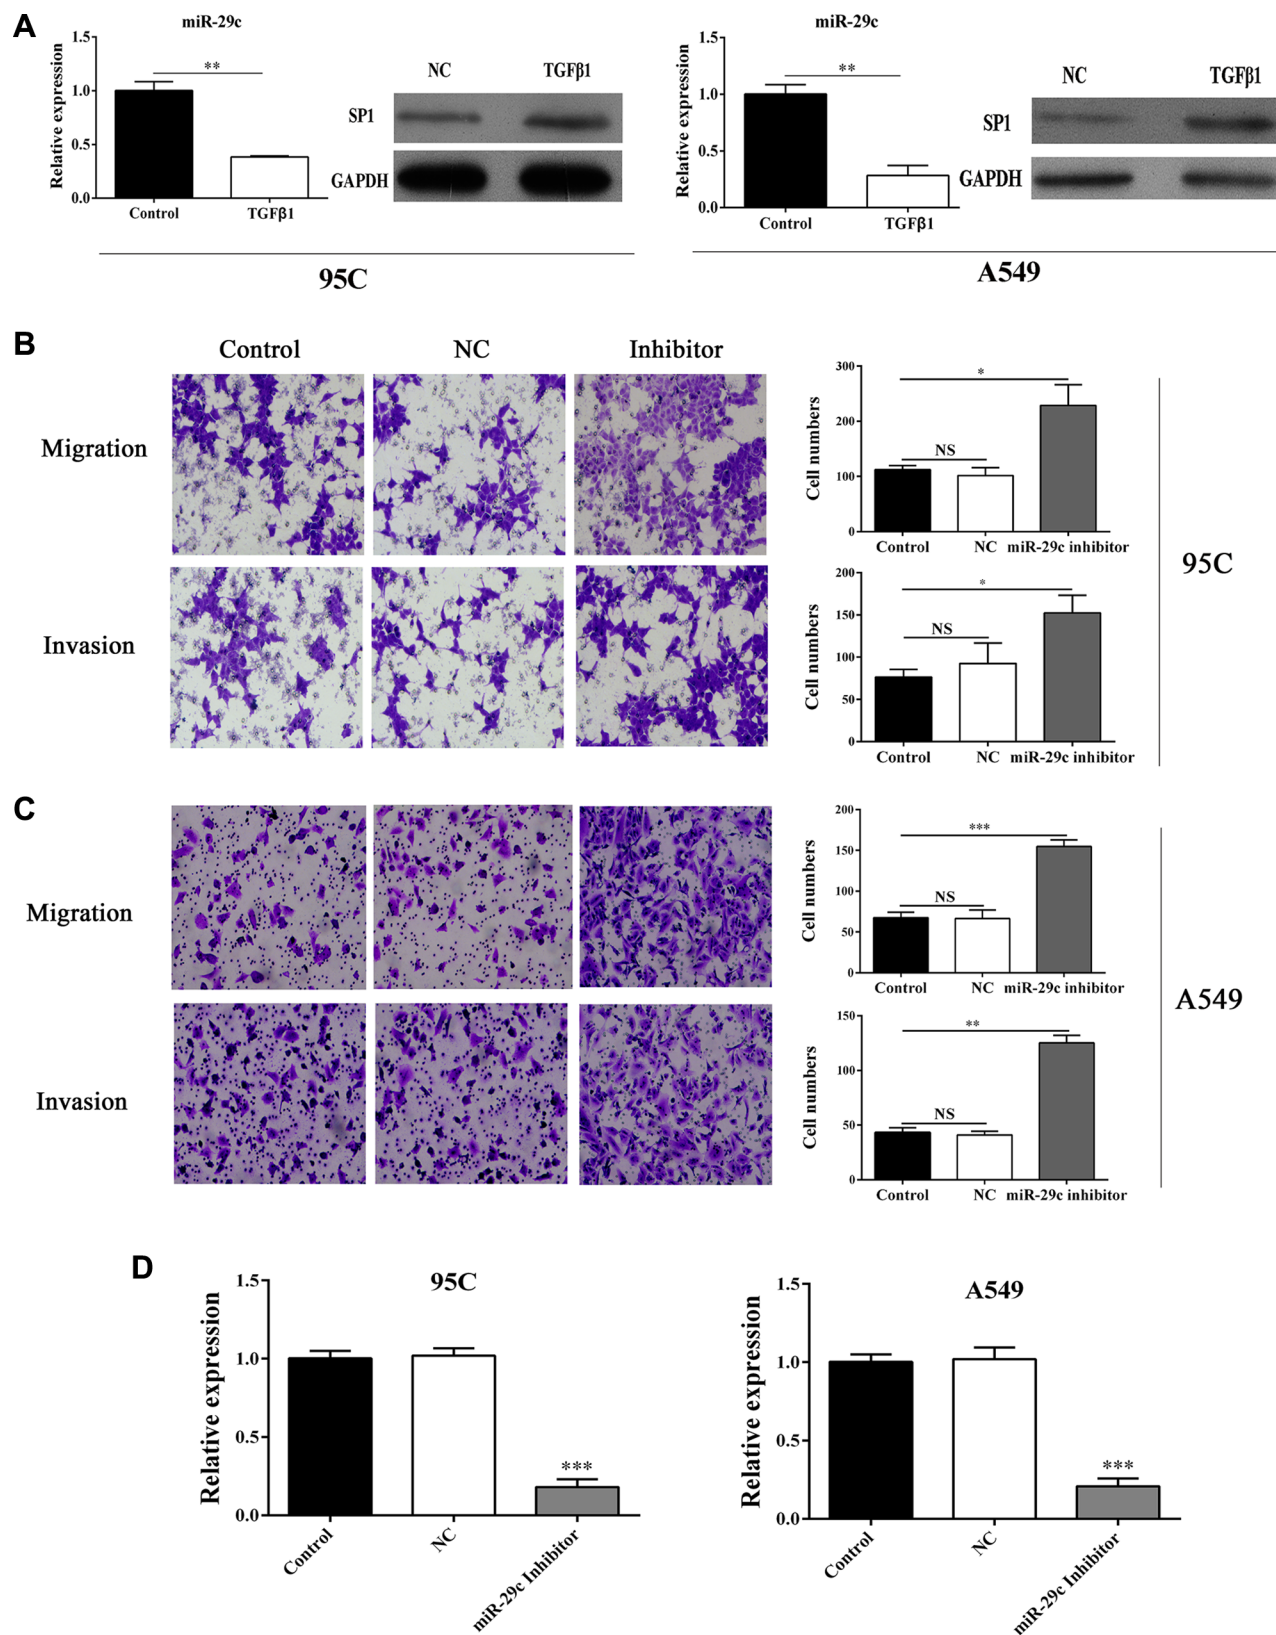 A
miR-29c
Relative expression
1.5
1.0
0.5
0.0
**
Control
TGFβ1
NC
TGFβ1
SP1
GAPDH
95C
miR-29c
Relative expression
1.5
1.0
0.5
0.0
**
Control
TGFβ1
NC
TGFβ1
SP1
GAPDH
A549
B
Control
NC
Inhibitor
Migration
Invasion
Cell numbers
300
200
100
0
*
NS
Control
NC
miR-29c inhibitor
Cell numbers
200
150
100
50
0
*
NS
Control
NC
miR-29c inhibitor
95C
C
Migration
Invasion
Cell numbers
200
150
100
50
0
***
NS
Control
NC
miR-29c inhibitor
Cell numbers
150
100
50
0
**
NS
Control
NC
miR-29c inhibitor
A549
D
95C
Relative expression
1.5
1.0
0.5
0.0
***
Control
NC
miR-29c Inhibitor
A549
Relative expression
1.5
1.0
0.5
0.0
***
Control
NC
miR-29c Inhibitor